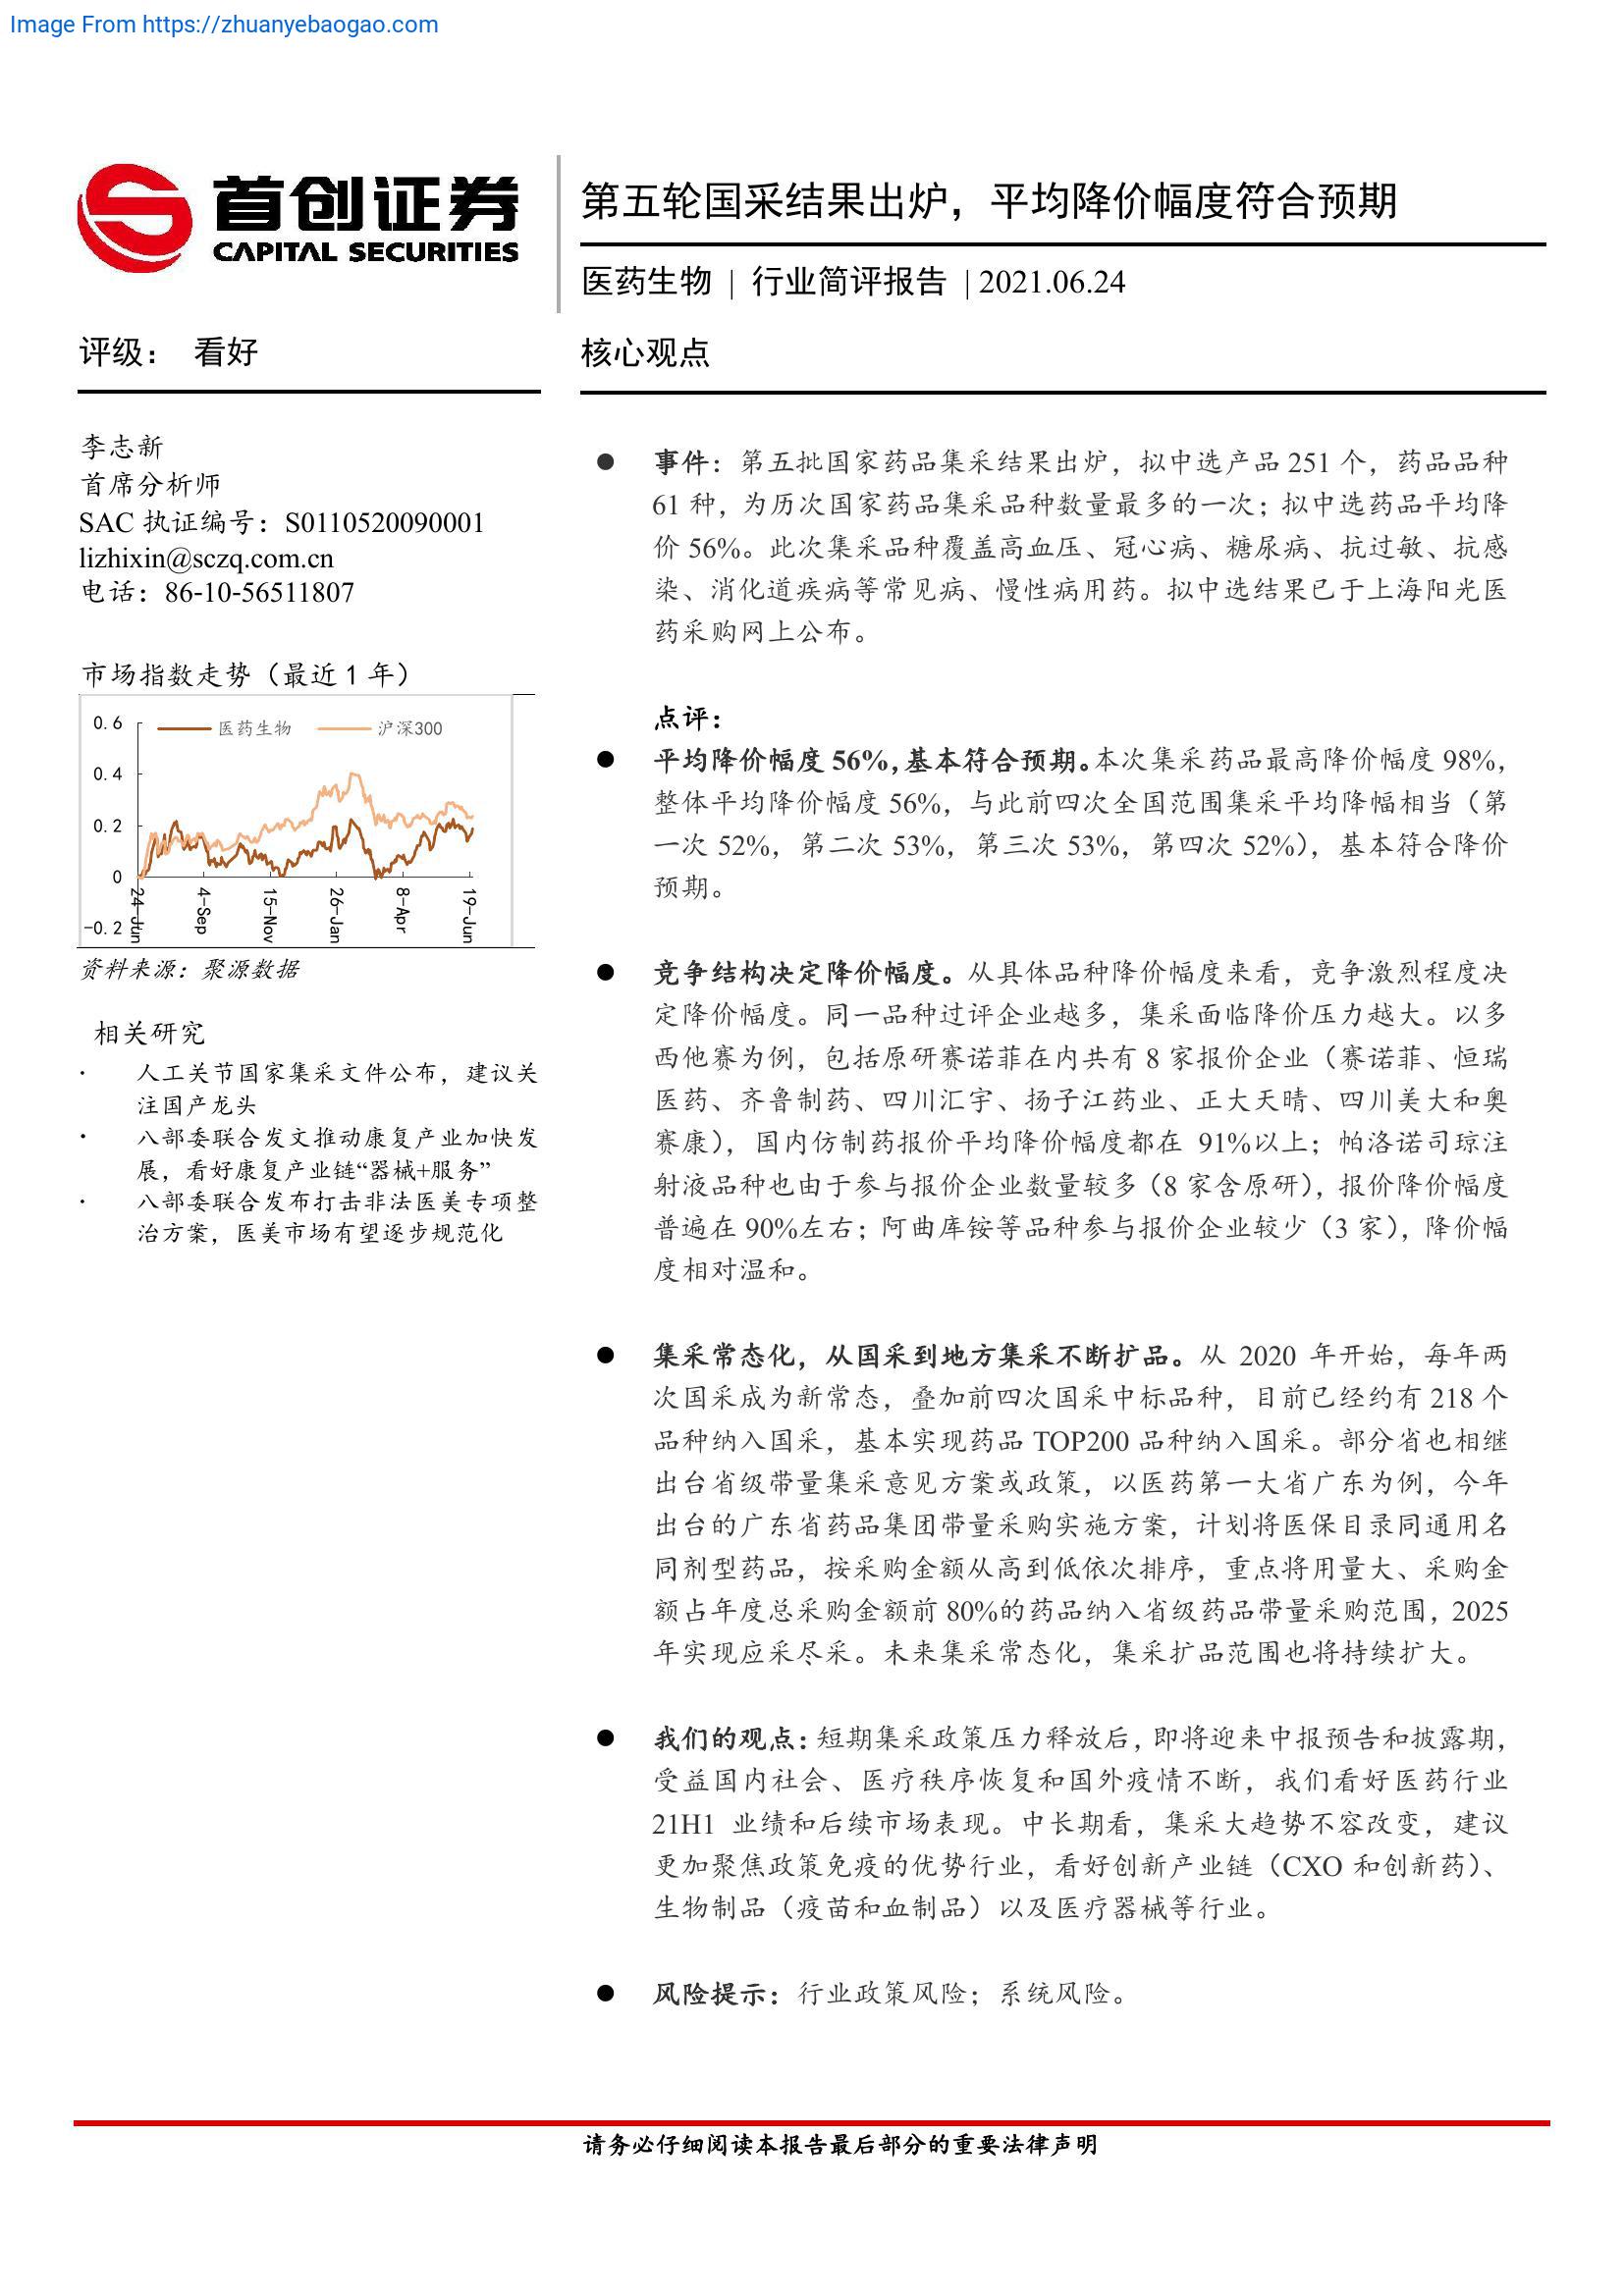 Image From https://zhuanyebaogao.com
首创证券
CAPITAL SECURITIES
第五轮国采结果出炉，平均降价幅度符合预期
医药生物 | 行业简评报告 | 2021.06.24
评级： 看好
李志新
首席分析师
SAC 执证编号：S0110520090001
lizhixin@sczq.com.cn
电话：86-10-56511807
市场指数走势（最近 1 年）
医药生物 沪深300
0.6
0.4
0.2
0
-0.2
24-Jun
4-Sep
15-Nov
26-Jan
8-Apr
19-Jun
资料来源：聚源数据
相关研究
· 人工关节国家集采文件公布，建议关
注国产龙头
· 八部委联合发文推动康复产业加快发
展，看好康复产业链“器械+服务”
· 八部委联合发布打击非法医美专项整
治方案，医美市场有望逐步规范化
核心观点
● 事件：第五批国家药品集采结果出炉，拟中选产品 251 个，药品品种
61 种，为历次国家药品集采品种数量最多的一次；拟中选药品平均降
价 56%。此次集采品种覆盖高血压、冠心病、糖尿病、抗过敏、抗感
染、消化道疾病等常见病、慢性病用药。拟中选结果已于上海阳光医
药采购网上公布。
点评：
● 平均降价幅度 56%，基本符合预期。本次集采药品最高降价幅度 98%，
整体平均降价幅度 56%，与此前四次全国范围集采平均降幅相当（第
一次 52%，第二次 53%，第三次 53%，第四次 52%），基本符合降价
预期。
● 竞争结构决定降价幅度。从具体品种降价幅度来看，竞争激烈程度决
定降价幅度。同一品种过评企业越多，集采面临降价压力越大。以多
西他赛为例，包括原研赛诺菲在内共有 8 家报价企业（赛诺菲、恒瑞
医药、齐鲁制药、四川汇宇、扬子江药业、正大天晴、四川美大和奥
赛康），国内仿制药报价平均降价幅度都在 91%以上；帕洛诺司琼注
射液品种也由于参与报价企业数量较多（8 家含原研），报价降价幅度
普遍在 90%左右；阿曲库铵等品种参与报价企业较少（3 家），降价幅
度相对温和。
● 集采常态化，从国采到地方集采不断扩品。从 2020 年开始，每年两
次国采成为新常态，叠加前四次国采中标品种，目前已经约有 218 个
品种纳入国采，基本实现药品 TOP200 品种纳入国采。部分省也相继
出台省级带量集采意见方案或政策，以医药第一大省广东为例，今年
出台的广东省药品集团带量采购实施方案，计划将医保目录同通用名
同剂型药品，按采购金额从高到低依次排序，重点将用量大、采购金
额占年度总采购金额前 80%的药品纳入省级药品带量采购范围，2025
年实现应采尽采。未来集采常态化，集采扩品范围也将持续扩大。
● 我们的观点：短期集采政策压力释放后，即将迎来中报预告和披露期，
受益国内社会、医疗秩序恢复和国外疫情不断，我们看好医药行业
21H1 业绩和后续市场表现。中长期看，集采大趋势不容改变，建议
更加聚焦政策免疫的优势行业，看好创新产业链（CXO 和创新药）、
生物制品（疫苗和血制品）以及医疗器械等行业。
● 风险提示：行业政策风险；系统风险。
请务必仔细阅读本报告最后部分的重要法律声明